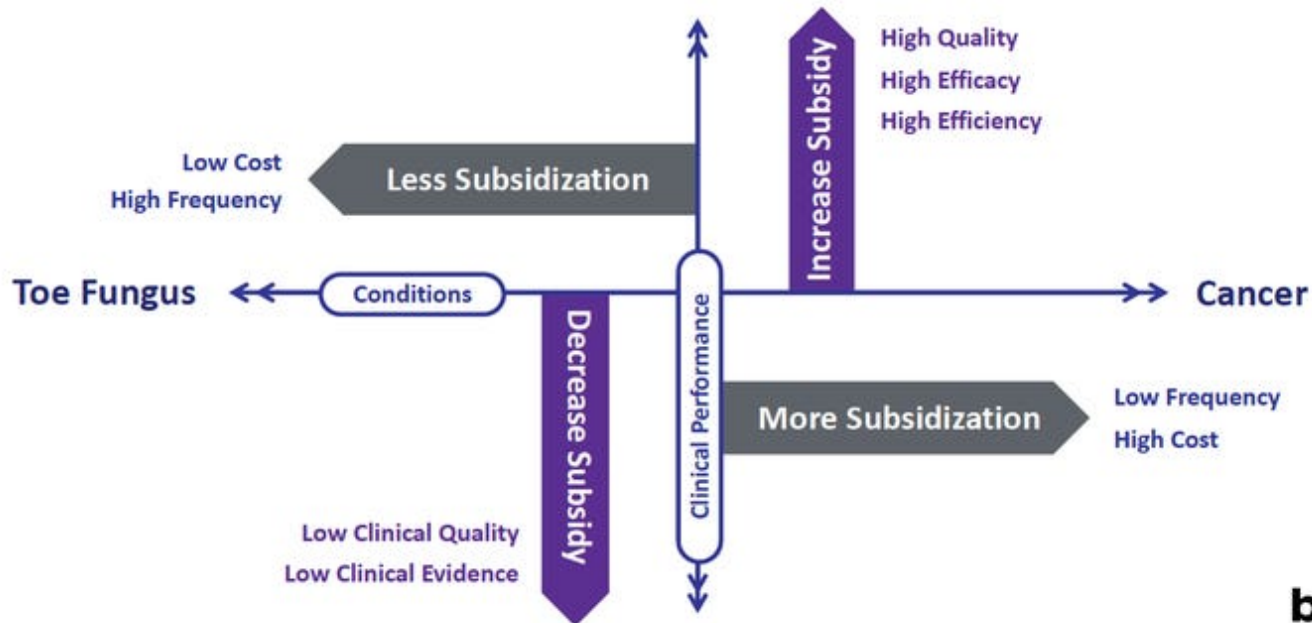 High Quality
High Efficacy
High Efficiency
Increase Subsidy
Low Cost
High Frequency
Less Subsidization
Toe Fungus
Conditions
Cancer
Clinical Performance
Decrease Subsidy
More Subsidization
Low Frequency
High Cost
Low Clinical Quality
Low Clinical Evidence
b